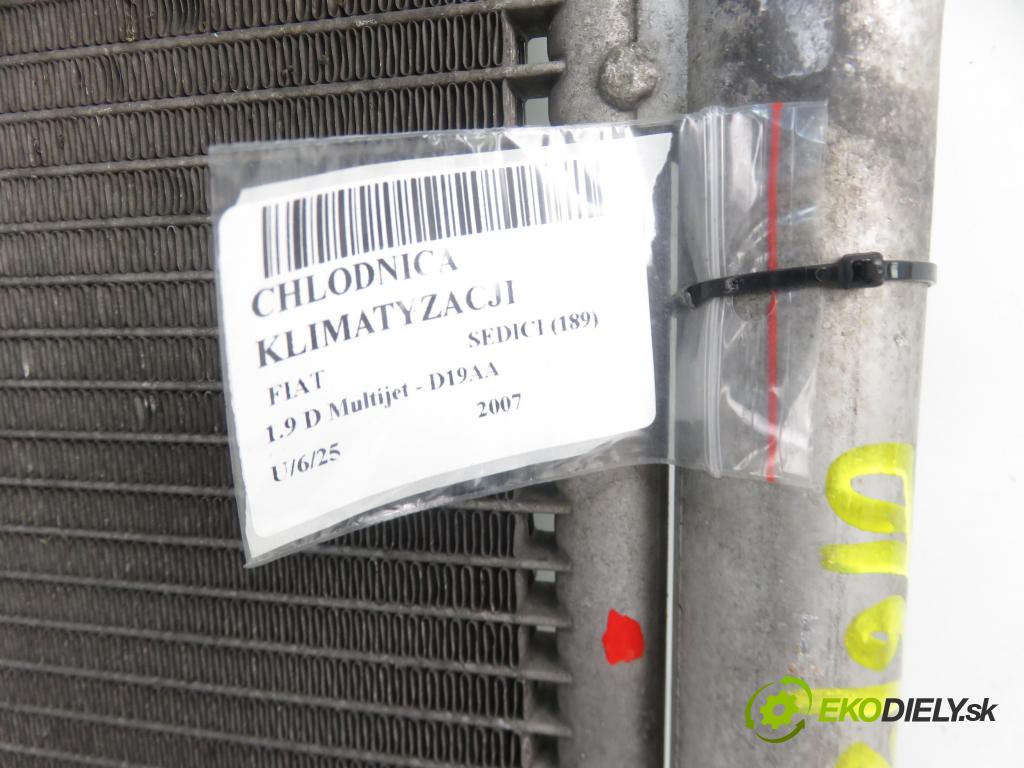 CHLODNICA
KLIMATYZACJI
FIAT SEDICI (189)
1.9 D Multijet - D19AA
U/6/25 2007
EKODIELY.sk